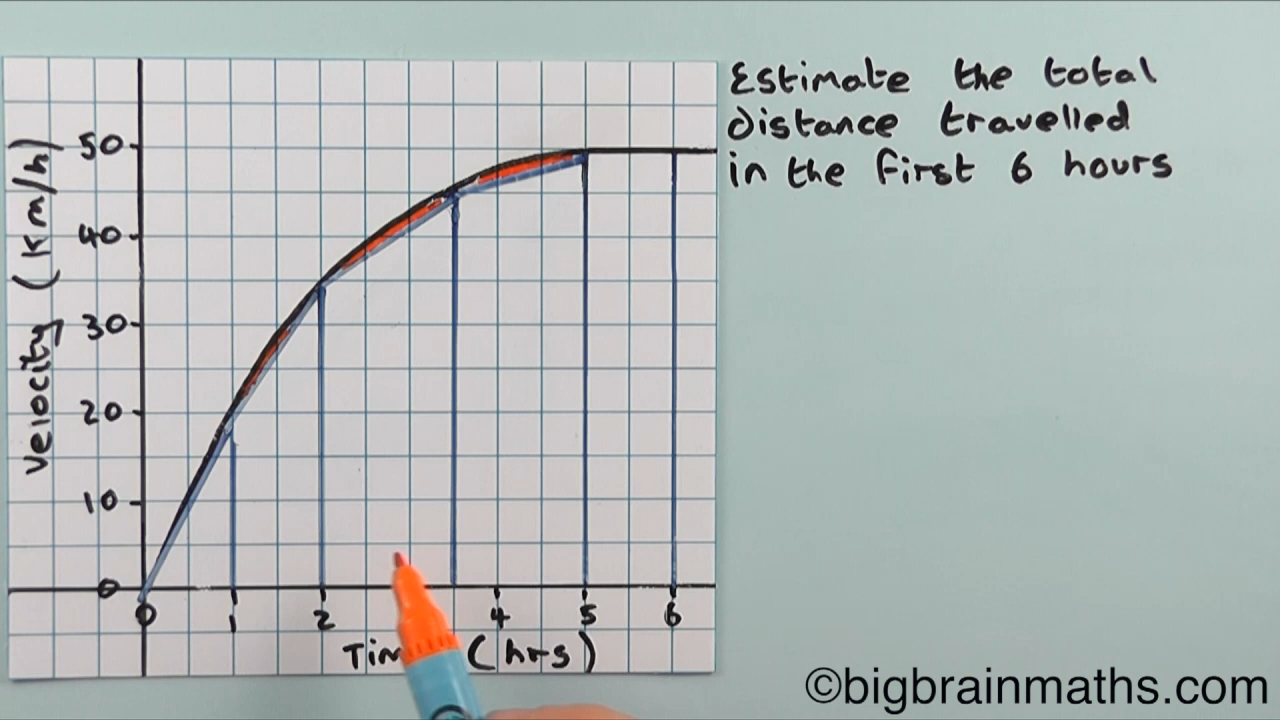 Estimate the total
distance travelled
in the first 6 hours
Velocity (Km/h)
50
40
30
20
10
0
0 1 2 4 5 6
(hrs)
©bigbrainmaths.com